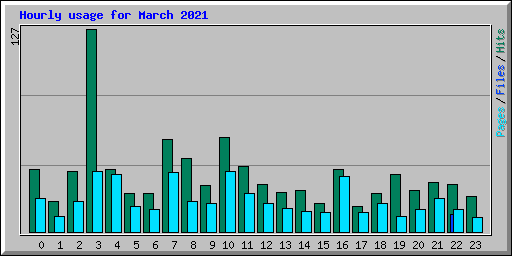 Hourly usage for March 2021
127
Pages/Files/Hits
0 1 2 3 4 5 6 7 8 9 10 11 12 13 14 15 16 17 18 19 20 21 22 23